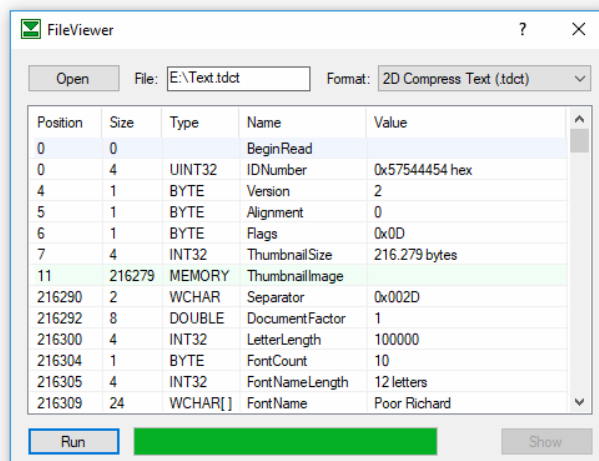 FileViewer ?
Open File: E:\Text.tdct Format: 2D Compress Text (.tdct)
Position Size Type Name Value
0 0 BeginRead
0 4 UINT32 IDNumber 0x57544454 hex
4 1 BYTE Version 2
5 1 BYTE Alignment 0
6 1 BYTE Flags 0x0D
7 4 INT32 ThumbnailSize 216.279 bytes
11 216279 MEMORY ThumbnailImage
216290 2 WCHAR Separator 0x002D
216292 8 DOUBLE DocumentFactor 1
216300 4 INT32 LetterLength 100000
216304 1 BYTE FontCount 10
216305 4 INT32 FontNameLength 12 letters
216309 24 WCHAR[ ] FontName Poor Richard
Run Show